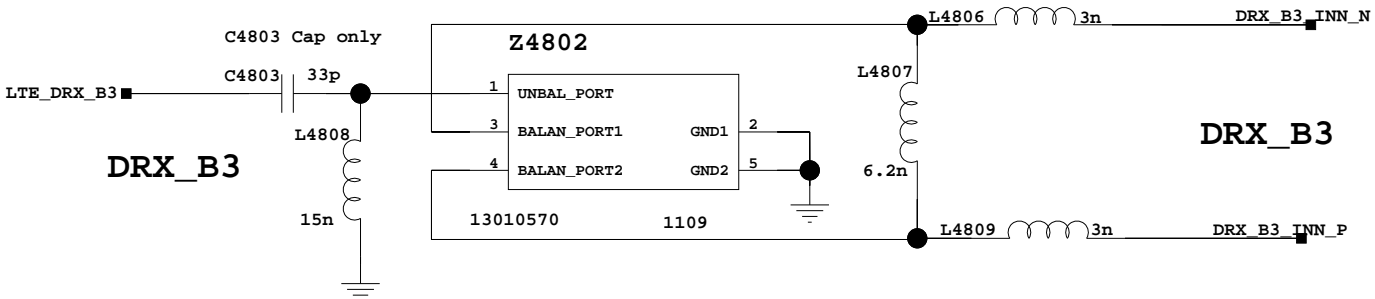 L4806 3n DRX_B3_INN_N
C4803 Cap only
Z4802
C4803 33p
L4807
LTE_DRX_B3
1 UNBAL_PORT
L4808
3 BALAN_PORT1 GND1 2
DRX_B3
DRX_B3
4 BALAN_PORT2 GND2 5
6.2n
15n
13010570 1109
L4809 3n DRX_B3_INN_P